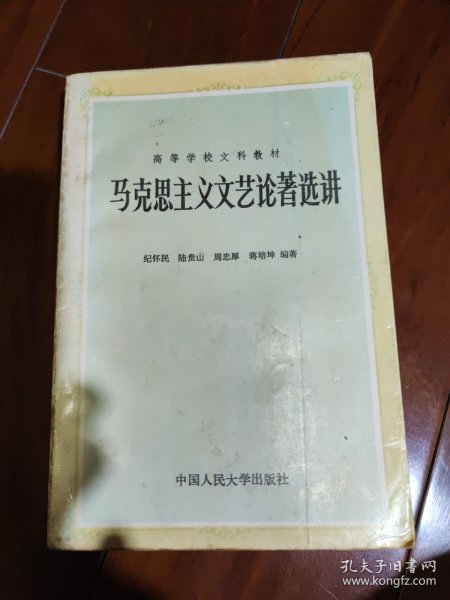 高等学校文科教材
马克思主义文艺论著选讲
纪怀民 陆贵山 周忠厚 蒋培坤 编著
中国人民大学出版社
孔夫子旧书网
www.kongfz.com